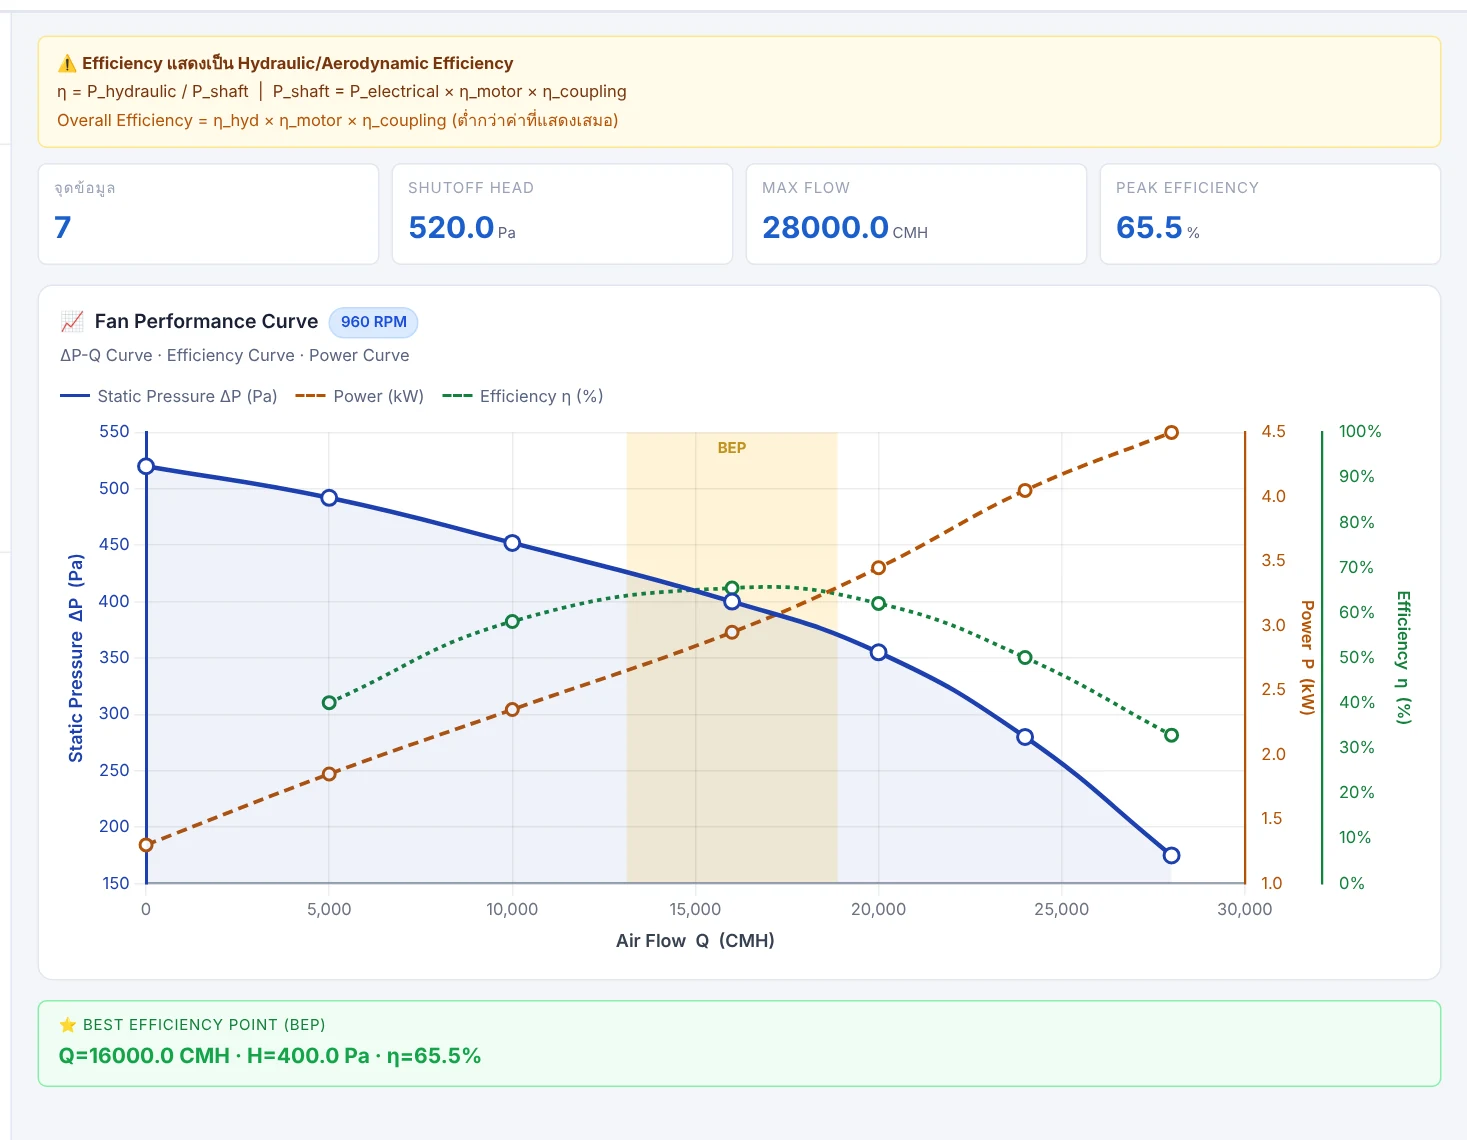 ⚠️ Efficiency แสดงเป็น Hydraulic/Aerodynamic Efficiency
η = P_hydraulic / P_shaft | P_shaft = P_electrical × η_motor × η_coupling
Overall Efficiency = η_hyd × η_motor × η_coupling (ต่ำกว่าค่าที่แสดงเสมอ)
จุดข้อมูล
7
SHUTOFF HEAD
520.0 Pa
MAX FLOW
28000.0 CMH
PEAK EFFICIENCY
65.5 %
📈 Fan Performance Curve 960 RPM
ΔP-Q Curve · Efficiency Curve · Power Curve
Static Pressure ΔP (Pa) Power (kW) Efficiency η (%)
BEP
550
500
450
400
350
300
250
200
150
Static Pressure ΔP (Pa)
4.5
4.0
3.5
3.0
2.5
2.0
1.5
1.0
Power P (kW)
100%
90%
80%
70%
60%
50%
40%
30%
20%
10%
0%
Efficiency η (%)
0 5,000 10,000 15,000 20,000 25,000 30,000
Air Flow Q (CMH)
⭐ BEST EFFICIENCY POINT (BEP)
Q=16000.0 CMH · H=400.0 Pa · η=65.5%